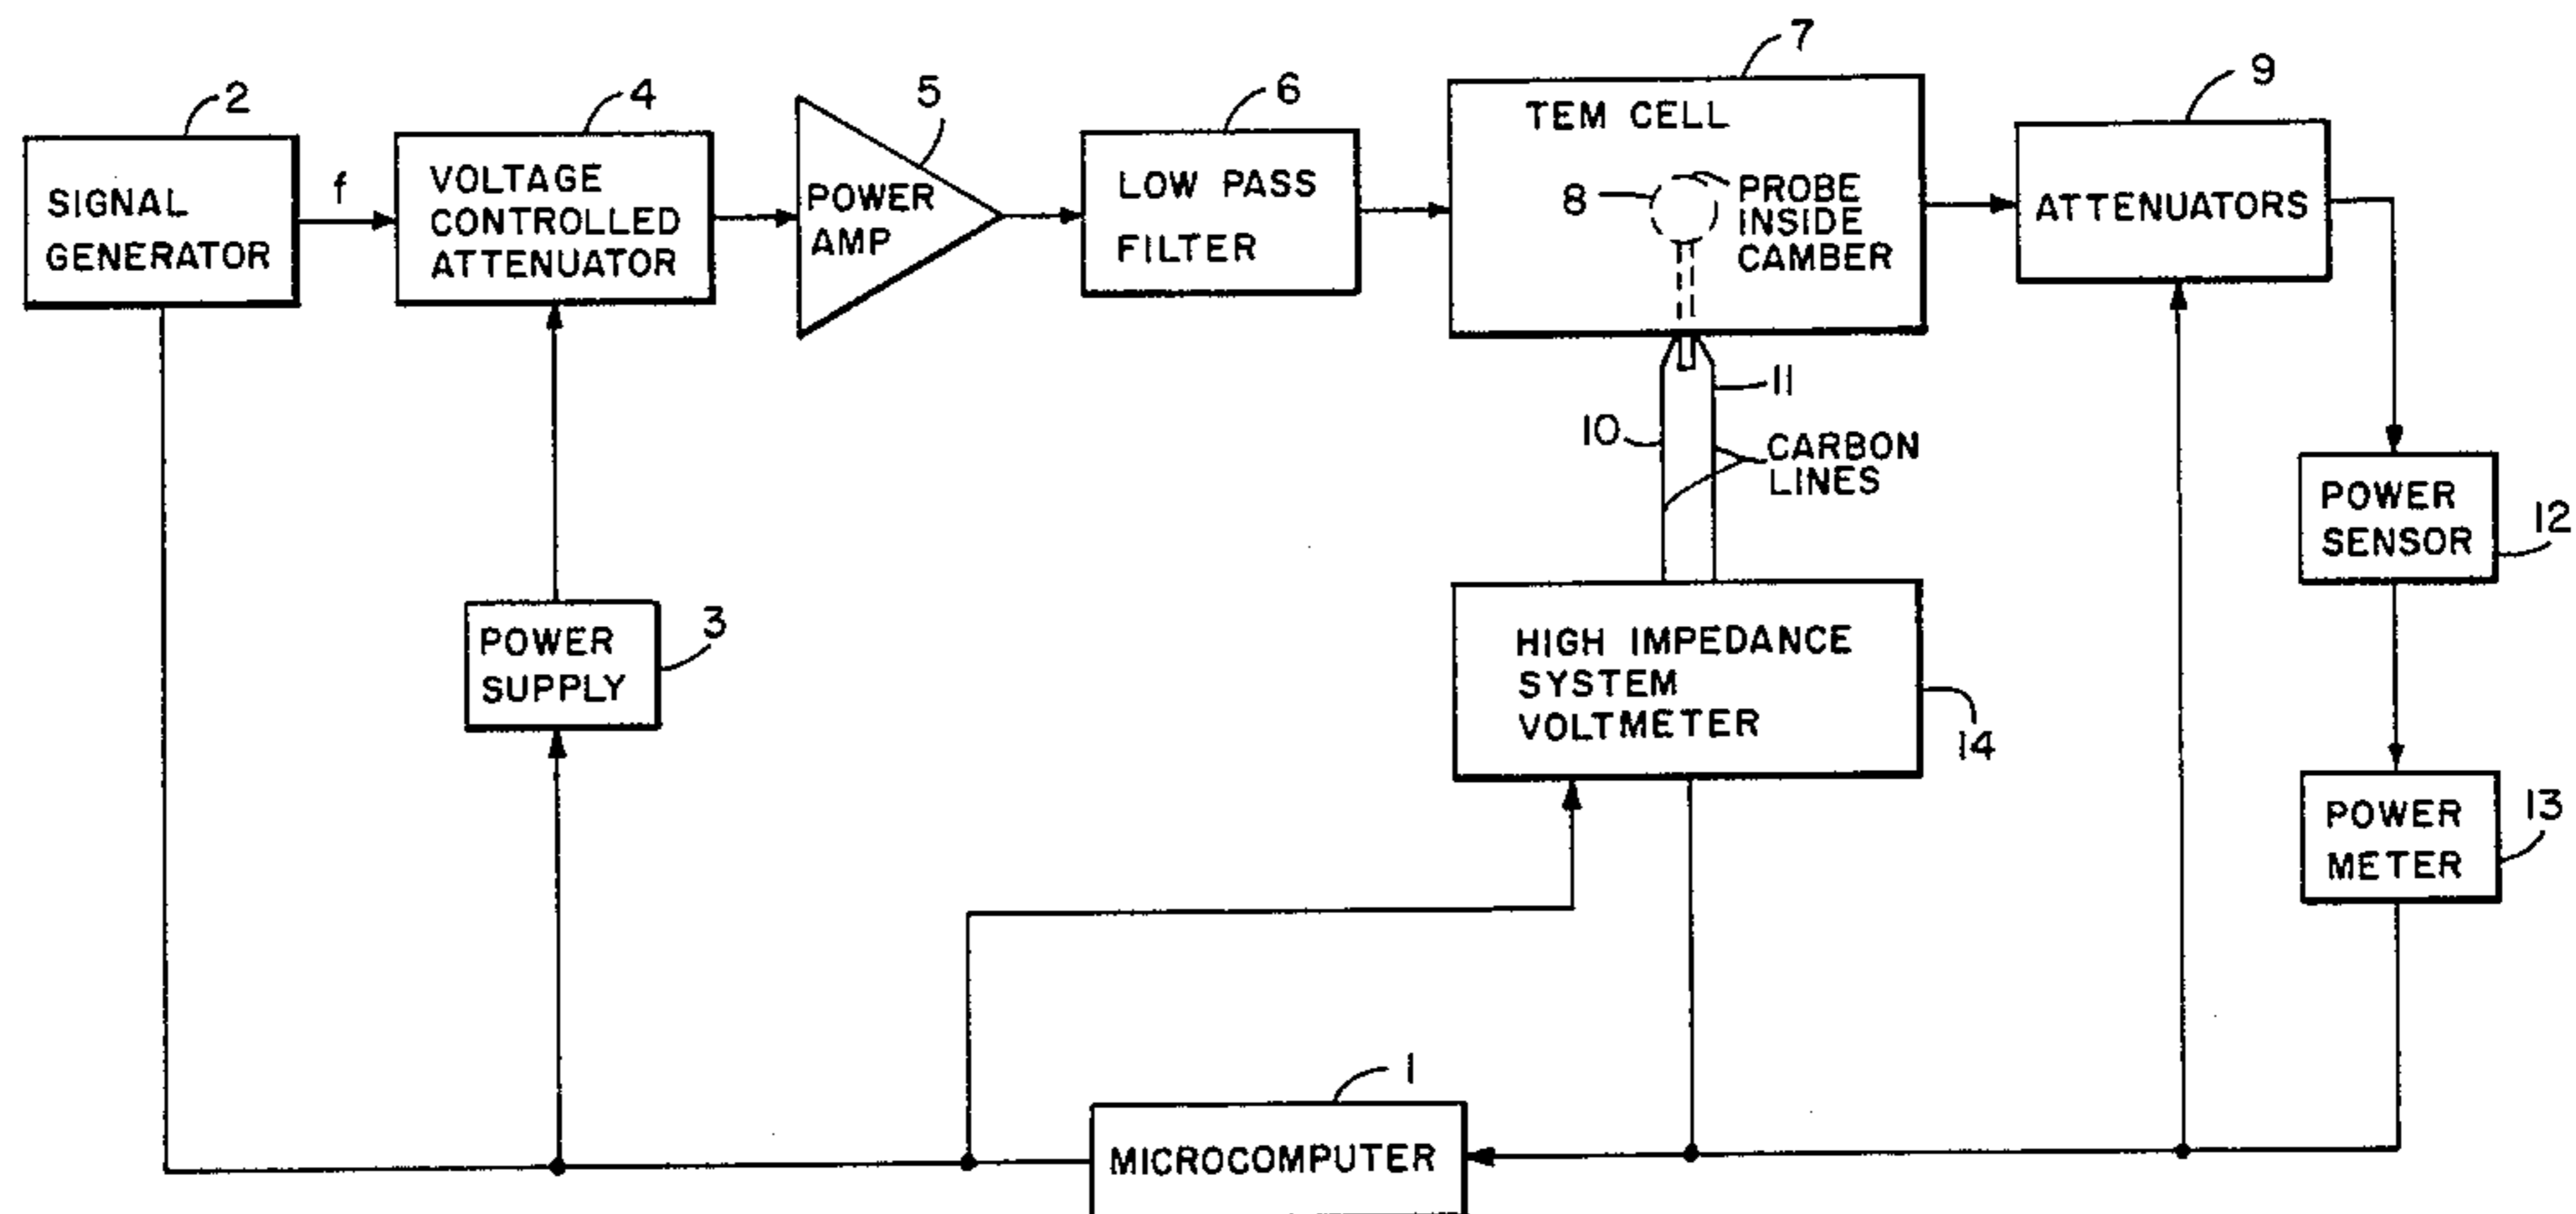 2
SIGNAL
GENERATOR
f
4
VOLTAGE
CONTROLLED
ATTENUATOR
5
POWER
AMP
6
LOW PASS
FILTER
7
TEM CELL
8
PROBE
INSIDE
CAMBER
9
ATTENUATORS
10
11
CARBON
LINES
POWER
SENSOR
12
POWER
SUPPLY
3
HIGH IMPEDANCE
SYSTEM
VOLTMETER
14
POWER
METER
13
1
MICROCOMPUTER